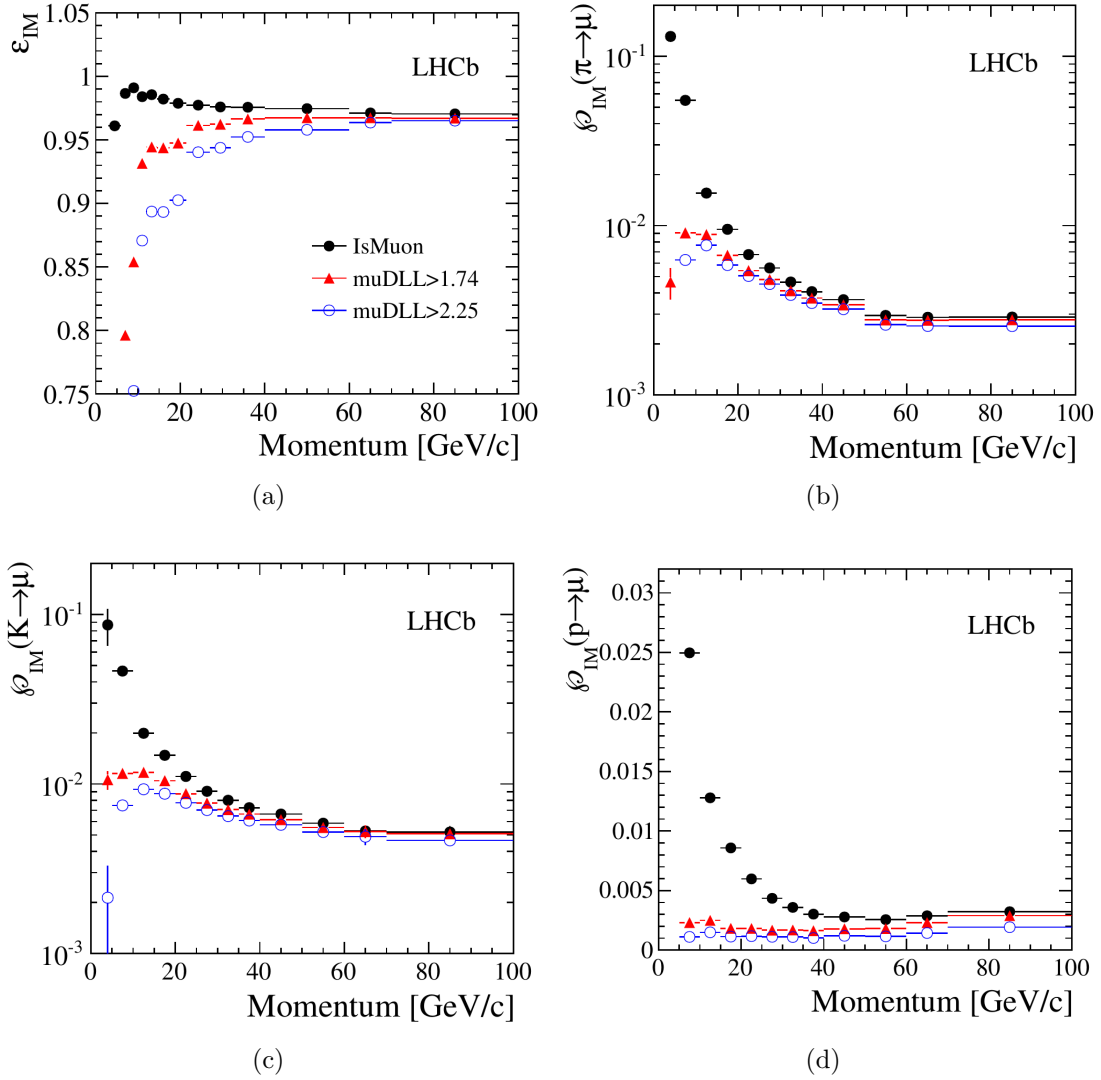 ε_IM
1.05
1
0.95
0.9
0.85
0.8
0.75
LHCb
IsMuon
muDLL>1.74
muDLL>2.25
0 20 40 60 80 100
Momentum [GeV/c]
(a)
℘_IM(π→μ)
10^-1
10^-2
10^-3
LHCb
0 20 40 60 80 100
Momentum [GeV/c]
(b)
℘_IM(K→μ)
10^-1
10^-2
10^-3
LHCb
0 20 40 60 80 100
Momentum [GeV/c]
(c)
℘_IM(p→μ)
0.03
0.025
0.02
0.015
0.01
0.005
0
LHCb
0 20 40 60 80 100
Momentum [GeV/c]
(d)